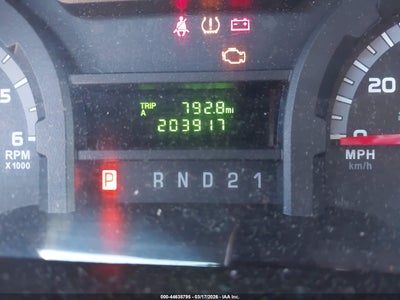 TRIP
A
792.8 mi
203917
5
6
RPM
X1000
20
0
MPH
km/h
P R N D 2 1
000-44638795 - 03/17/2026 - IAA Inc.